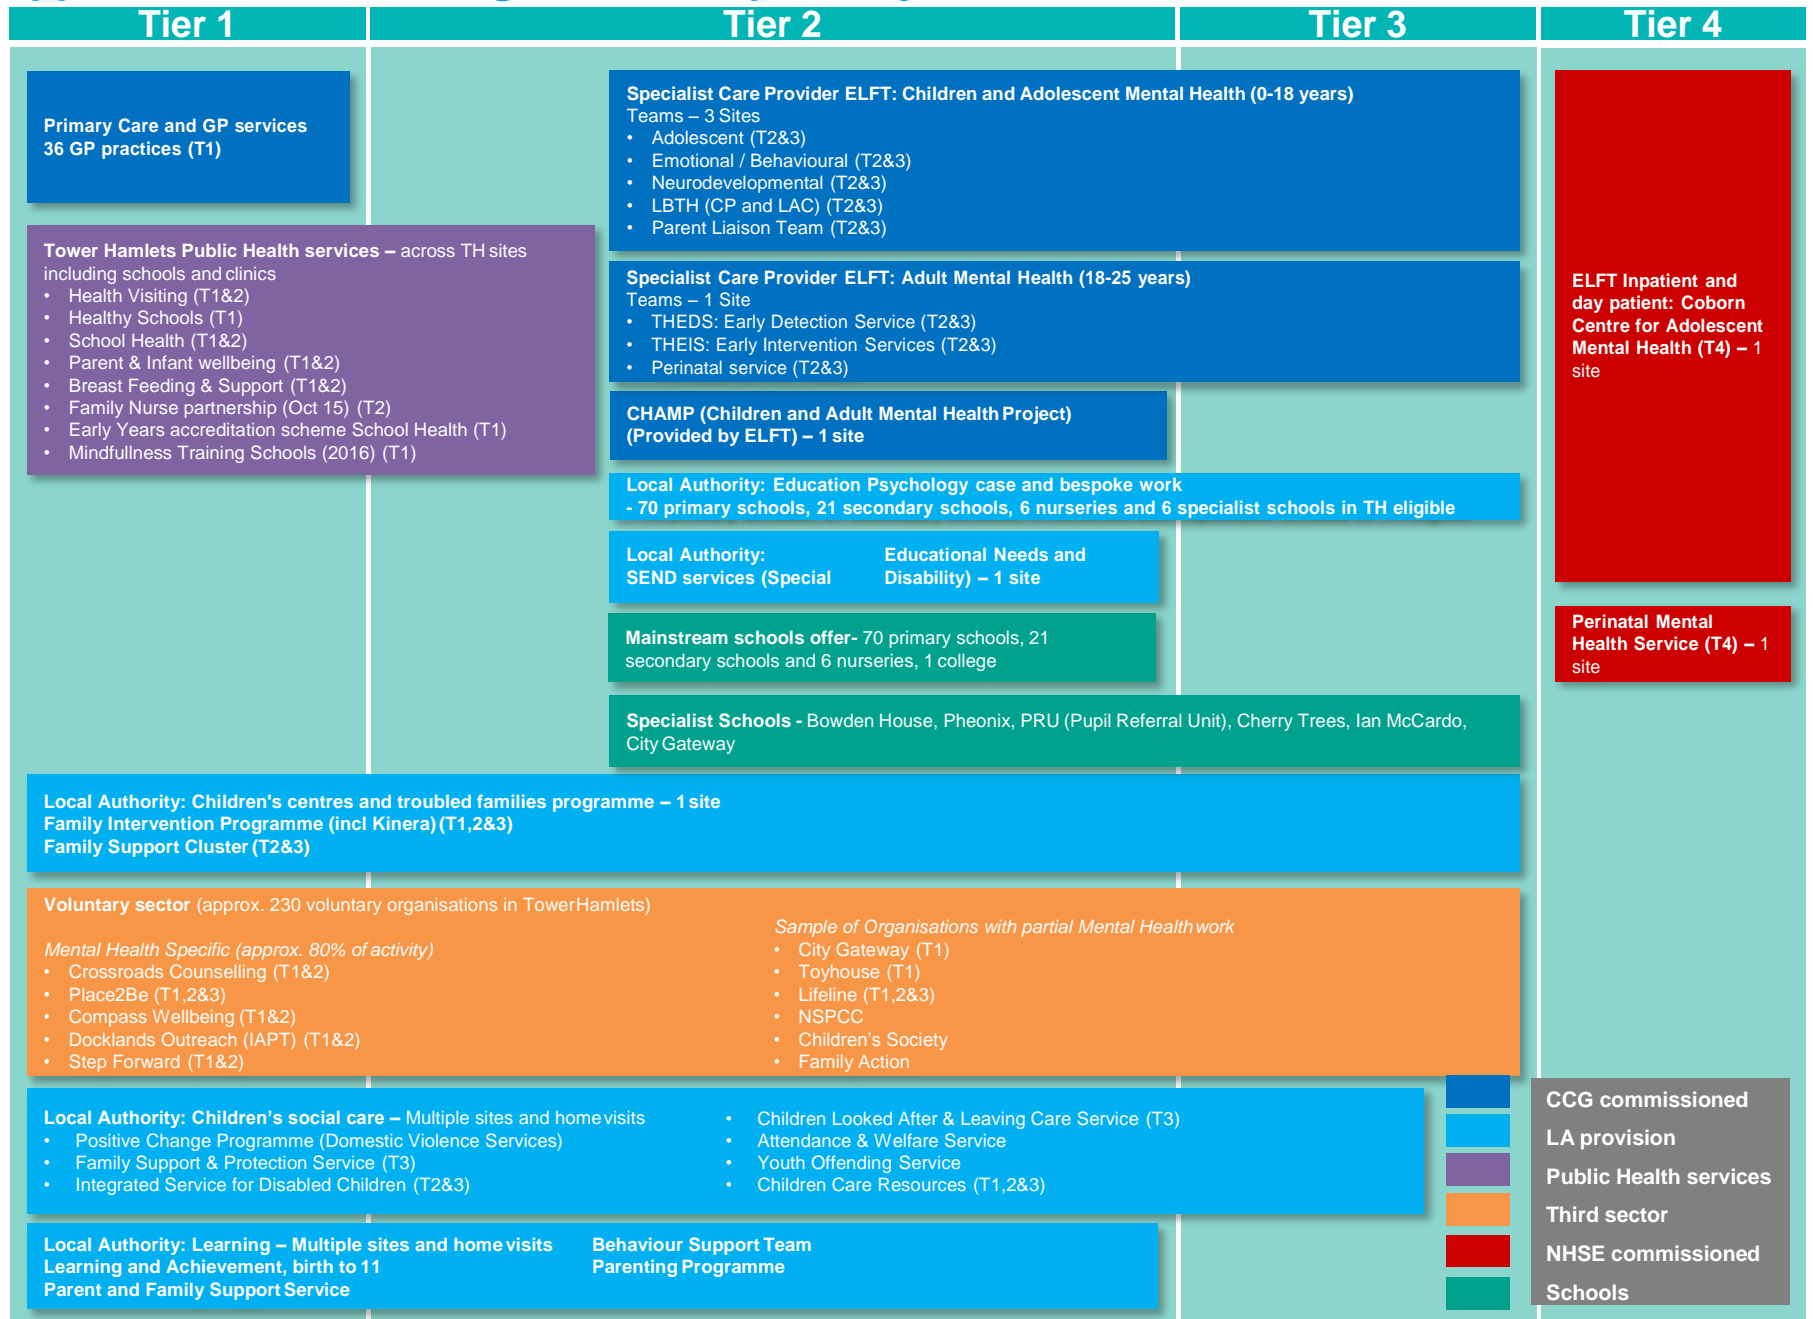 Tier 1
Tier 2
Tier 3
Tier 4
Primary Care and GP services
36 GP practices (T1)
Tower Hamlets Public Health services – across TH sites
including schools and clinics
• Health Visiting (T1&2)
• Healthy Schools (T1)
• School Health (T1&2)
• Parent & Infant wellbeing (T1&2)
• Breast Feeding & Support (T1&2)
• Family Nurse partnership (Oct 15) (T2)
• Early Years accreditation scheme School Health (T1)
• Mindfullness Training Schools (2016) (T1)
Specialist Care Provider ELFT: Children and Adolescent Mental Health (0-18 years)
Teams – 3 Sites
• Adolescent (T2&3)
• Emotional / Behavioural (T2&3)
• Neurodevelopmental (T2&3)
• LBTH (CP and LAC) (T2&3)
• Parent Liaison Team (T2&3)
Specialist Care Provider ELFT: Adult Mental Health (18-25 years)
Teams – 1 Site
• THEDS: Early Detection Service (T2&3)
• THEIS: Early Intervention Services (T2&3)
• Perinatal service (T2&3)
CHAMP (Children and Adult Mental Health Project)
(Provided by ELFT) – 1 site
Local Authority: Education Psychology case and bespoke work
- 70 primary schools, 21 secondary schools, 6 nurseries and 6 specialist schools in TH eligible
Local Authority:
SEND services (Special
Educational Needs and
Disability) – 1 site
Mainstream schools offer- 70 primary schools, 21
secondary schools and 6 nurseries, 1 college
Specialist Schools - Bowden House, Pheonix, PRU (Pupil Referral Unit), Cherry Trees, Ian McCardo,
City Gateway
ELFT Inpatient and
day patient: Coborn
Centre for Adolescent
Mental Health (T4) – 1
site
Perinatal Mental
Health Service (T4) – 1
site
Local Authority: Children's centres and troubled families programme – 1 site
Family Intervention Programme (incl Kinera) (T1,2&3)
Family Support Cluster (T2&3)
Voluntary sector (approx. 230 voluntary organisations in Tower Hamlets)
Mental Health Specific (approx. 80% of activity)
• Crossroads Counselling (T1&2)
• Place2Be (T1,2&3)
• Compass Wellbeing (T1&2)
• Docklands Outreach (IAPT) (T1&2)
• Step Forward (T1&2)
Sample of Organisations with partial Mental Health work
• City Gateway (T1)
• Toyhouse (T1)
• Lifeline (T1,2&3)
• NSPCC
• Children’s Society
• Family Action
Local Authority: Children’s social care – Multiple sites and home visits
• Positive Change Programme (Domestic Violence Services)
• Family Support & Protection Service (T3)
• Integrated Service for Disabled Children (T2&3)
• Children Looked After & Leaving Care Service (T3)
• Attendance & Welfare Service
• Youth Offending Service
• Children Care Resources (T1,2&3)
Local Authority: Learning – Multiple sites and home visits
Learning and Achievement, birth to 11
Parent and Family Support Service
Behaviour Support Team
Parenting Programme
CCG commissioned
LA provision
Public Health services
Third sector
NHSE commissioned
Schools